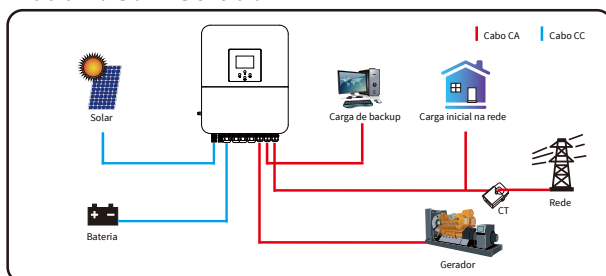 Cabo CA
Cabo CC
Solar
Carga de backup
Carga inicial na rede
CT
Rede
Bateria
Gerador